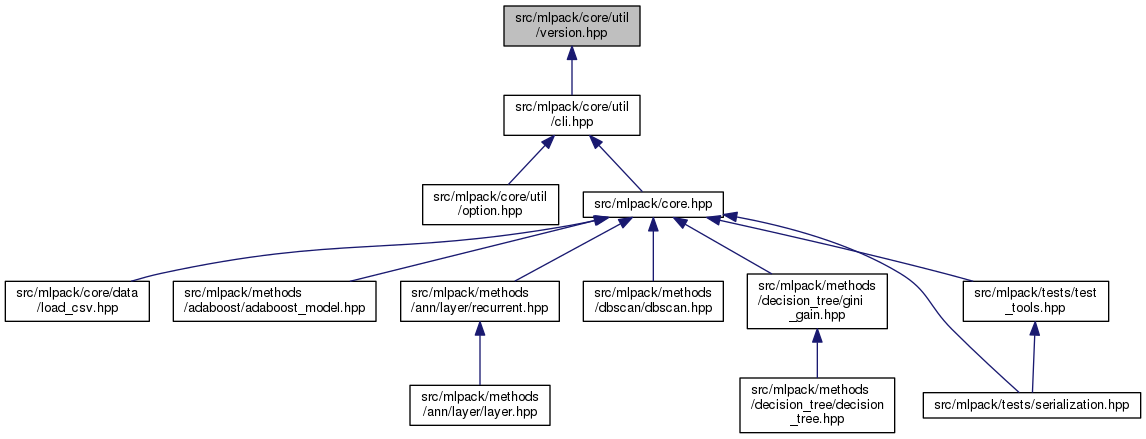 src/mlpack/core/util
/version.hpp
src/mlpack/core/util
/cli.hpp
src/mlpack/core/util
/option.hpp
src/mlpack/core.hpp
src/mlpack/core/data
/load_csv.hpp
src/mlpack/methods
/adaboost/adaboost_model.hpp
src/mlpack/methods
/ann/layer/recurrent.hpp
src/mlpack/methods
/dbscan/dbscan.hpp
src/mlpack/methods
/decision_tree/gini
_gain.hpp
src/mlpack/tests/test
_tools.hpp
src/mlpack/methods
/ann/layer/layer.hpp
src/mlpack/methods
/decision_tree/decision
_tree.hpp
src/mlpack/tests/serialization.hpp